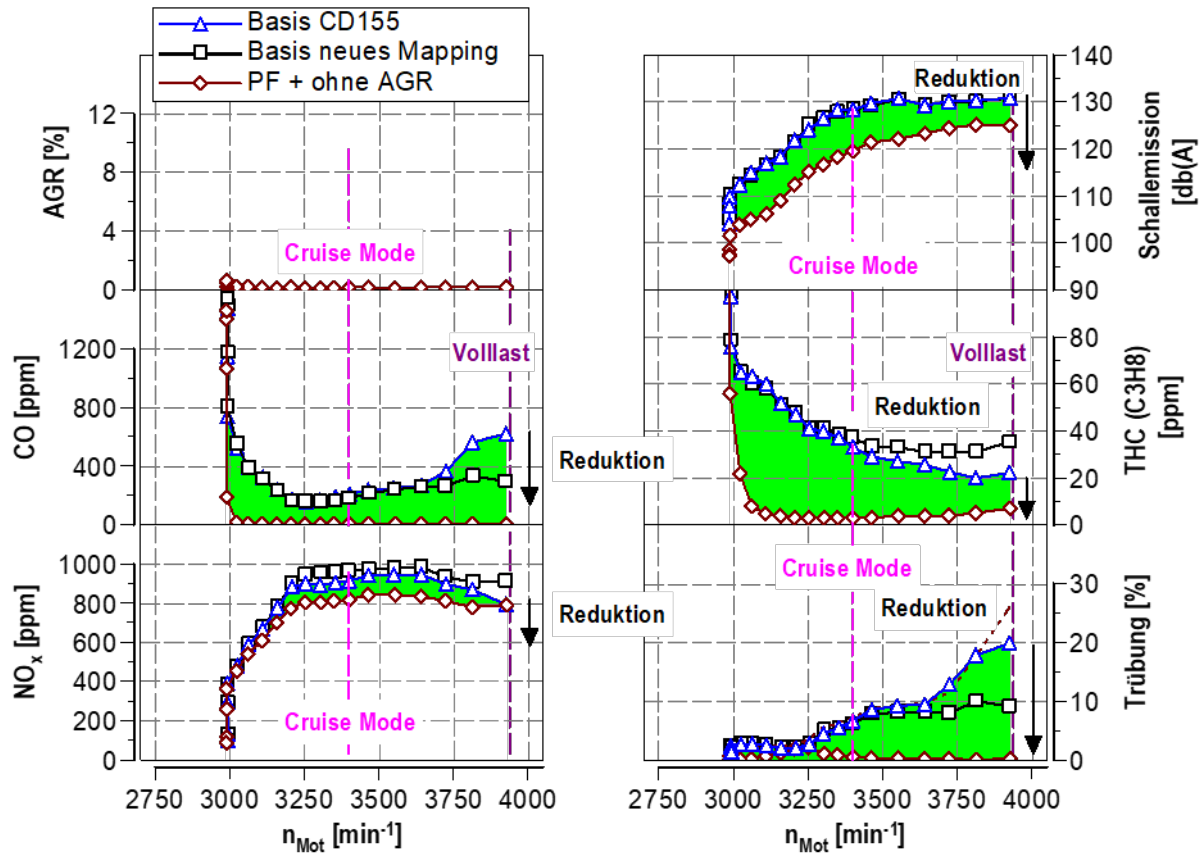 Basis CD155
Basis neues Mapping
PF + ohne AGR
AGR [%]
12
8
4
0
Cruise Mode
CO [ppm]
1200
800
400
0
Volllast
Reduktion
NOx [ppm]
1000
800
600
400
200
0
Cruise Mode
Reduktion
2750 3000 3250 3500 3750 4000
nMot [min-1]
Reduktion
140
130
120
110
100
90
Schallemission
[db(A]
Cruise Mode
Volllast
Reduktion
80
60
40
20
0
THC (C3H8)
[ppm]
Cruise Mode
Reduktion
30
20
10
0
Trübung [%]
2750 3000 3250 3500 3750 4000
nMot [min-1]